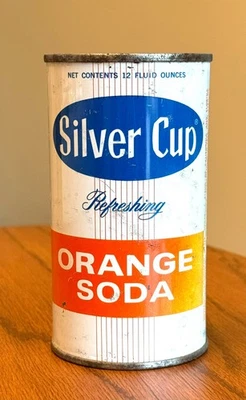 NET CONTENTS 12 FLUID OUNCES
Silver Cup®
Refreshing
ORANGE
SODA